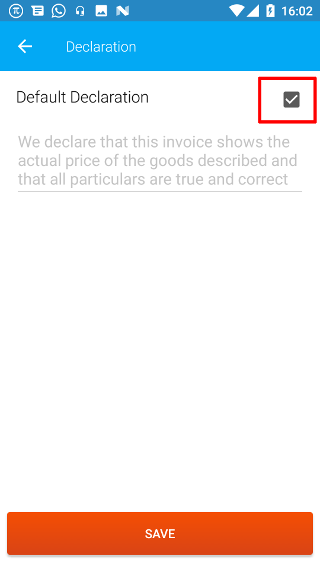 16:02
Declaration
Default Declaration
We declare that this invoice shows the
actual price of the goods described and
that all particulars are true and correct
SAVE